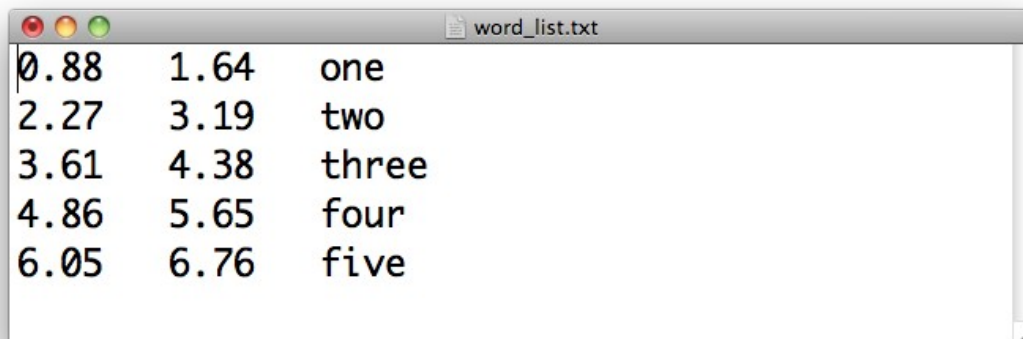 word_list.txt
0.88 1.64 one
2.27 3.19 two
3.61 4.38 three
4.86 5.65 four
6.05 6.76 five